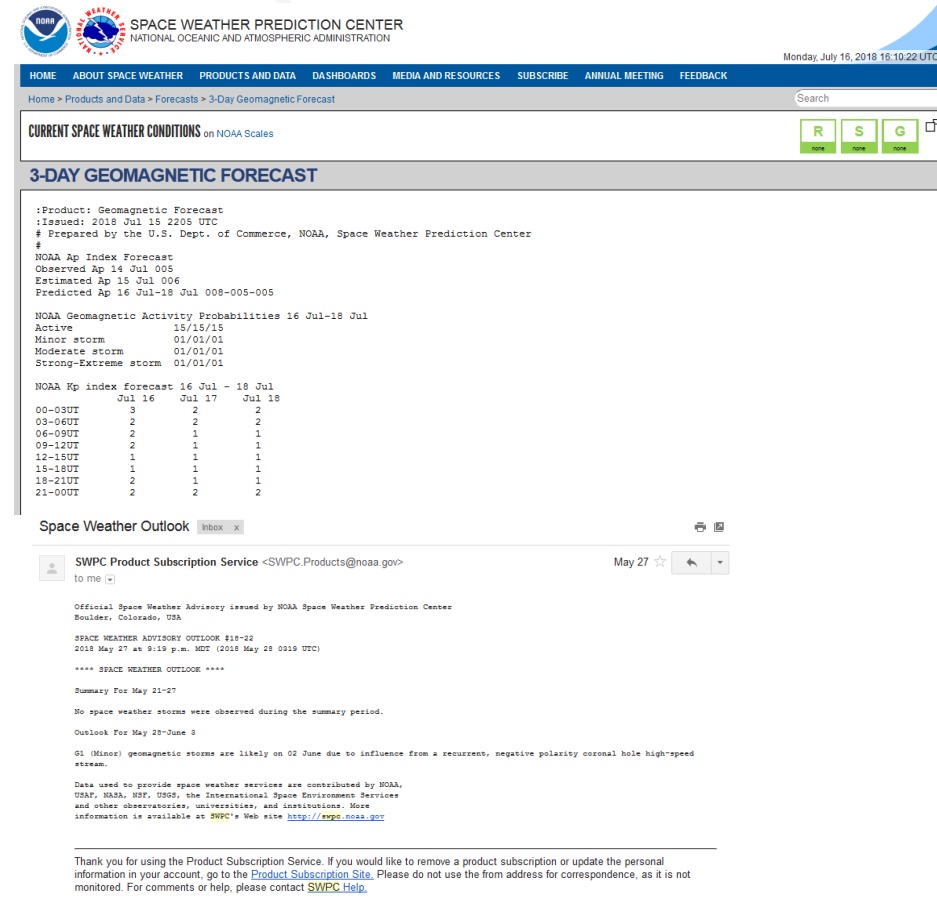 NOAA
SPACE WEATHER PREDICTION CENTER
NATIONAL OCEANIC AND ATMOSPHERIC ADMINISTRATION
Monday, July 16, 2018 16:10:22 UTC
HOME ABOUT SPACE WEATHER PRODUCTS AND DATA DASHBOARDS MEDIA AND RESOURCES SUBSCRIBE ANNUAL MEETING FEEDBACK
Home > Products and Data > Forecasts > 3-Day Geomagnetic Forecast
Search
CURRENT SPACE WEATHER CONDITIONS on NOAA Scales
R S G
none none none
3-DAY GEOMAGNETIC FORECAST
:Product: Geomagnetic Forecast
:Issued: 2018 Jul 15 2205 UTC
# Prepared by the U.S. Dept. of Commerce, NOAA, Space Weather Prediction Center
#
NOAA Ap Index Forecast
Observed Ap 14 Jul 005
Estimated Ap 15 Jul 006
Predicted Ap 16 Jul-18 Jul 008-005-005
NOAA Geomagnetic Activity Probabilities 16 Jul-18 Jul
Active 15/15/15
Minor storm 01/01/01
Moderate storm 01/01/01
Strong-Extreme storm 01/01/01
NOAA Kp index forecast 16 Jul - 18 Jul
Jul 16 Jul 17 Jul 18
00-03UT 3 2 2
03-06UT 2 2 2
06-09UT 2 1 1
09-12UT 2 1 1
12-15UT 1 1 1
15-18UT 1 1 1
18-21UT 2 1 1
21-00UT 2 2 2
Space Weather Outlook Inbox x
SWPC Product Subscription Service <SWPC.Products@noaa.gov> May 27
to me
Official Space Weather Advisory issued by NOAA Space Weather Prediction Center
Boulder, Colorado, USA
SPACE WEATHER ADVISORY OUTLOOK #18-22
2018 May 27 at 9:19 p.m. MDT (2018 May 28 0319 UTC)
**** SPACE WEATHER OUTLOOK ****
Summary For May 21-27
No space weather storms were observed during the summary period.
Outlook For May 28-June 3
G1 (Minor) geomagnetic storms are likely on 02 June due to influence from a recurrent, negative polarity coronal hole high-speed
stream.
Data used to provide space weather services are contributed by NOAA,
USAF, NASA, NSF, USGS, the International Space Environment Services
and other observatories, universities, and institutions. More
information is available at SWPC's Web site http://swpc.noaa.gov
Thank you for using the Product Subscription Service. If you would like to remove a product subscription or update the personal
information in your account, go to the Product Subscription Site. Please do not use the from address for correspondence, as it is not
monitored. For comments or help, please contact SWPC Help.